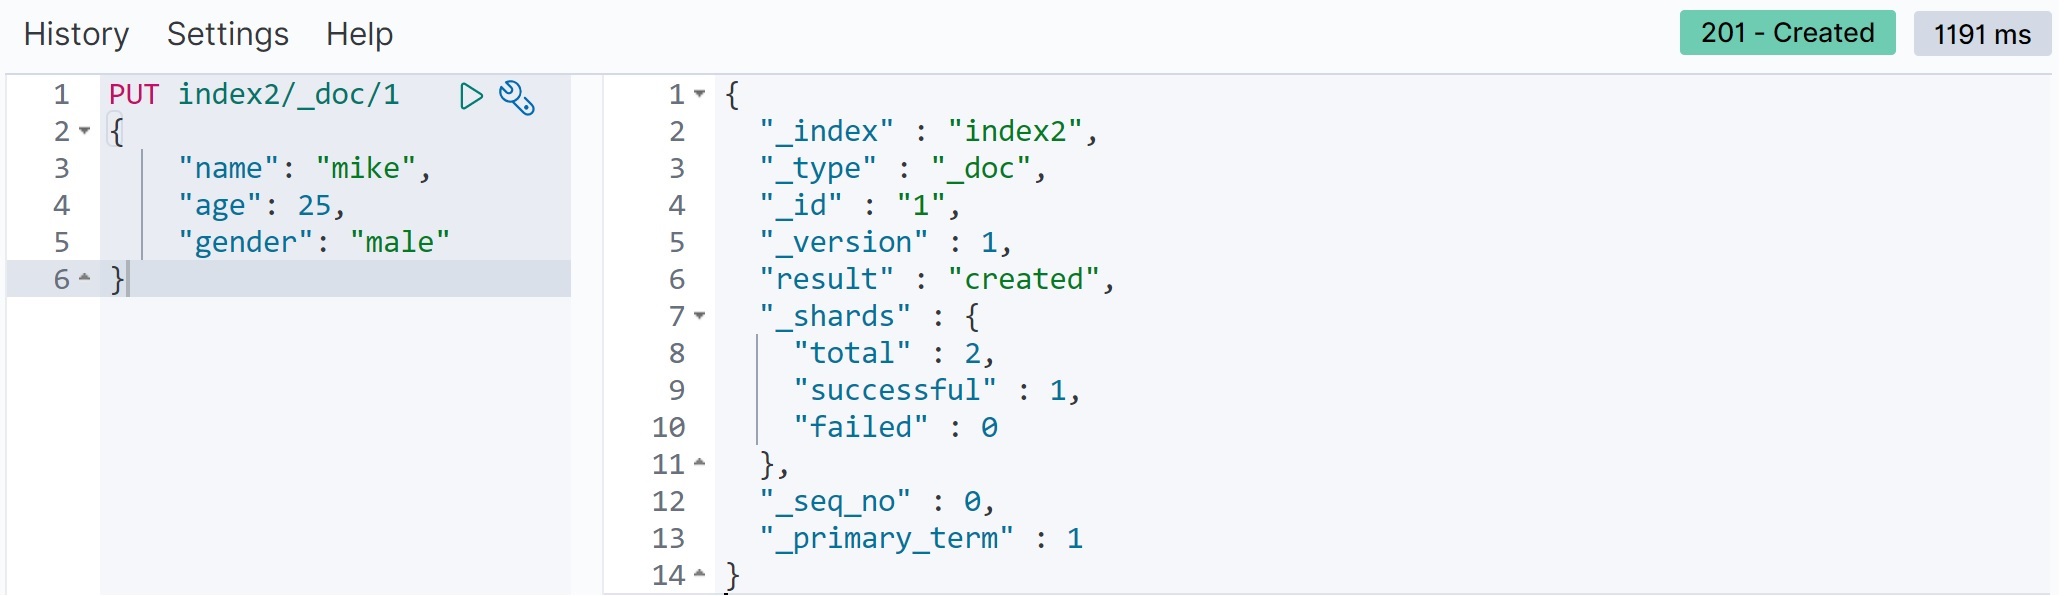 History Settings Help 201 - Created 1191 ms
1 PUT index2/_doc/1
2 {
3 "name": "mike",
4 "age": 25,
5 "gender": "male"
6 }
1 {
2 "_index" : "index2",
3 "_type" : "_doc",
4 "_id" : "1",
5 "_version" : 1,
6 "result" : "created",
7 "_shards" : {
8 "total" : 2,
9 "successful" : 1,
10 "failed" : 0
11 },
12 "_seq_no" : 0,
13 "_primary_term" : 1
14 }